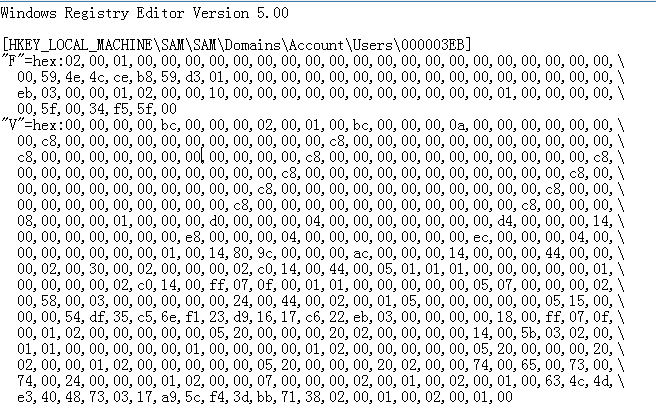 Windows Registry Editor Version 5.00
[HKEY_LOCAL_MACHINE\SAM\SAM\Domains\Account\Users\000003EB]
"F"=hex:02,00,01,00,00,00,00,00,00,00,00,00,00,00,00,00,00,00,00,00,00,00,00,\
00,59,4e,4c,ce,b8,59,d3,01,00,00,00,00,00,00,00,00,00,00,00,00,00,00,00,00,\
eb,03,00,00,01,02,00,00,10,00,00,00,00,00,00,00,00,00,00,00,01,00,00,00,00,\
00,5f,00,34,f5,5f,00
"V"=hex:00,00,00,00,bc,00,00,00,02,00,01,00,bc,00,00,00,0a,00,00,00,00,00,00,\
00,c8,00,00,00,00,00,00,00,00,00,00,00,c8,00,00,00,00,00,00,00,00,00,00,00,\
c8,00,00,00,00,00,00,00,00,00,00,00,c8,00,00,00,00,00,00,00,00,00,00,00,c8,\
00,00,00,00,00,00,00,00,00,00,00,c8,00,00,00,00,00,00,00,00,00,00,00,c8,00,\
00,00,00,00,00,00,00,00,00,00,c8,00,00,00,00,00,00,00,00,00,00,00,c8,00,00,\
00,00,00,00,00,00,00,00,00,c8,00,00,00,00,00,00,00,00,00,00,00,c8,00,00,00,\
08,00,00,00,01,00,00,00,d0,00,00,00,04,00,00,00,00,00,00,00,d4,00,00,00,14,\
00,00,00,00,00,00,00,e8,00,00,00,04,00,00,00,00,00,00,00,ec,00,00,00,04,00,\
00,00,00,00,00,00,01,00,14,80,9c,00,00,00,ac,00,00,00,14,00,00,00,44,00,00,\
00,02,00,30,00,02,00,00,00,02,c0,14,00,44,00,05,01,01,01,00,00,00,00,00,01,\
00,00,00,00,02,c0,14,00,ff,07,0f,00,01,01,00,00,00,00,00,05,07,00,00,00,02,\
00,58,00,03,00,00,00,00,00,24,00,44,00,02,00,01,05,00,00,00,00,00,05,15,00,\
00,00,54,df,35,c5,6e,f1,23,d9,16,17,c6,22,eb,03,00,00,00,00,18,00,ff,07,0f,\
00,01,02,00,00,00,00,00,05,20,00,00,00,20,02,00,00,00,00,14,00,5b,03,02,00,\
01,01,00,00,00,00,00,01,00,00,00,00,01,02,00,00,00,00,00,05,20,00,00,00,20,\
02,00,00,01,02,00,00,00,00,00,05,20,00,00,00,20,02,00,00,74,00,65,00,73,00,\
74,00,24,00,00,00,01,02,00,00,07,00,00,00,02,00,01,00,02,00,01,00,63,4c,4d,\
e3,40,48,73,03,17,a9,5c,f4,3d,bb,71,38,02,00,01,00,02,00,01,00